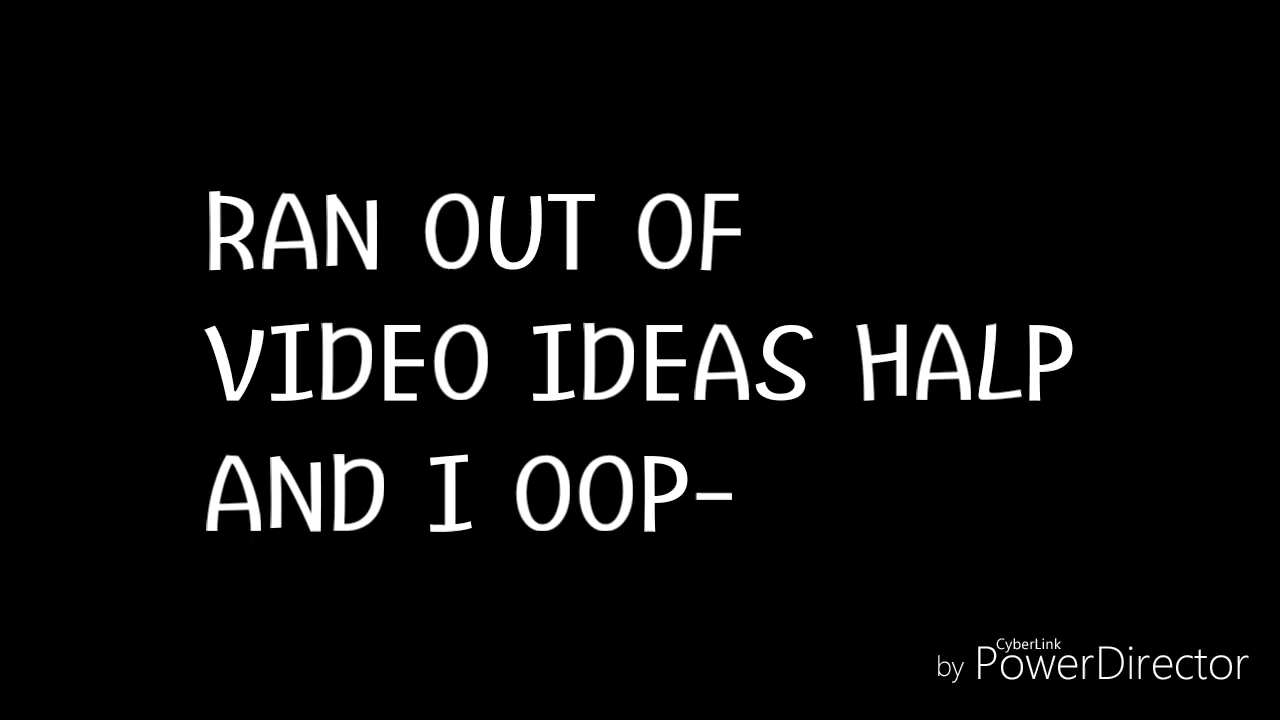 RAN OUT OF
VIDEO IDEAS HALP
AND I OOP-
CyberLink
by PowerDirector